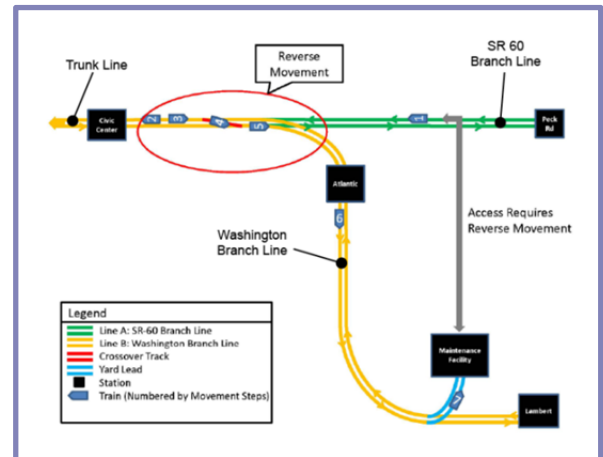 Reverse
Movement
SR 60
Branch Line
Trunk Line
Civic
Center
2
3
4
5
1
Peck
Rd
Atlantic
6
Access Requires
Reverse Movement
Washington
Branch Line
Legend
Line A: SR-60 Branch Line
Line B: Washington Branch Line
Crossover Track
Yard Lead
Station
Train (Numbered by Movement Steps)
Maintenance
Facility
7
Lambert